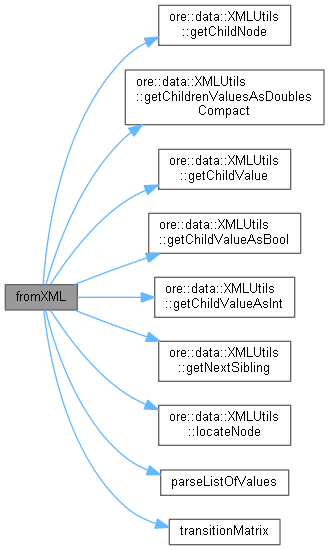 ore::data::XMLUtils
::getChildNode
ore::data::XMLUtils
::getChildrenValuesAsDoubles
Compact
ore::data::XMLUtils
::getChildValue
ore::data::XMLUtils
::getChildValueAsBool
fromXML
ore::data::XMLUtils
::getChildValueAsInt
ore::data::XMLUtils
::getNextSibling
ore::data::XMLUtils
::locateNode
parseListOfValues
transitionMatrix